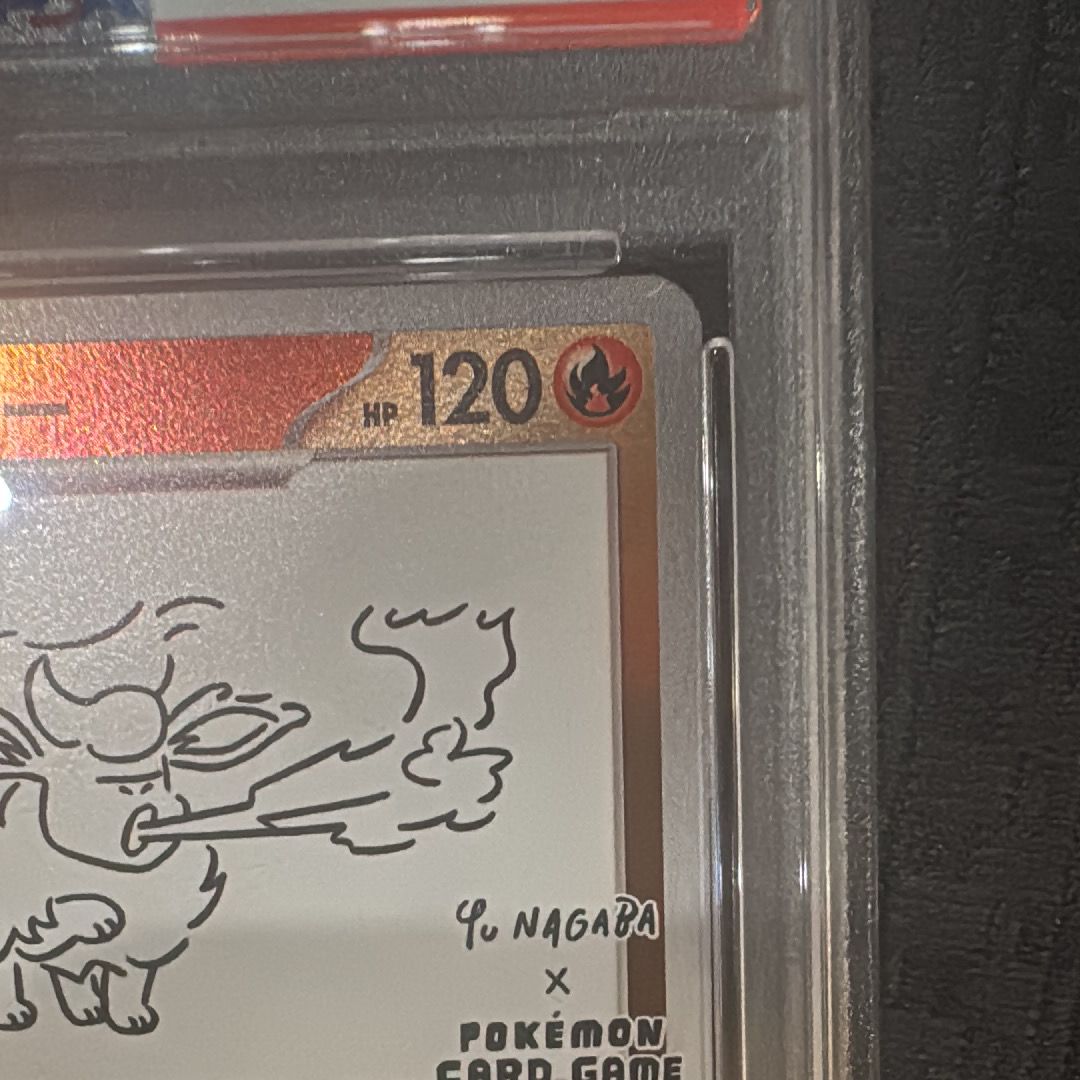 HP 120
Yu NAGABA
×
POKÉMON
CARD GAME